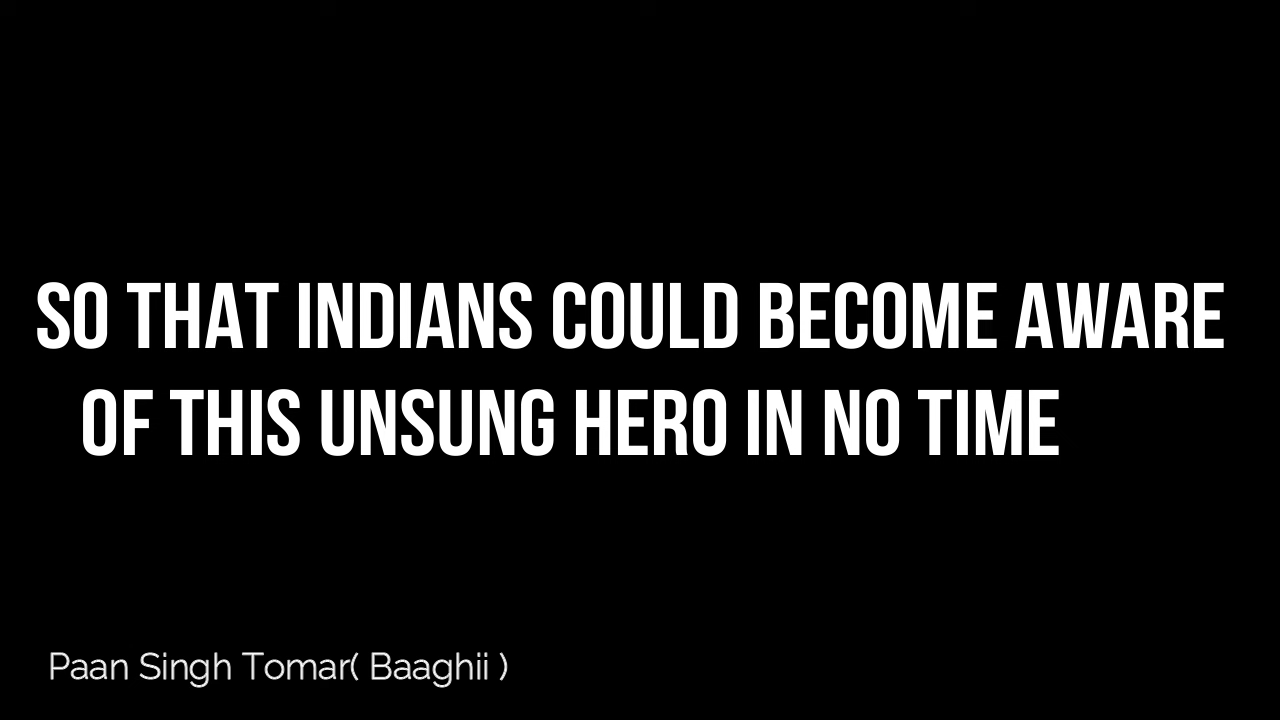 SO THAT INDIANS COULD BECOME AWARE
OF THIS UNSUNG HERO IN NO TIME
Paan Singh Tomar( Baaghii )